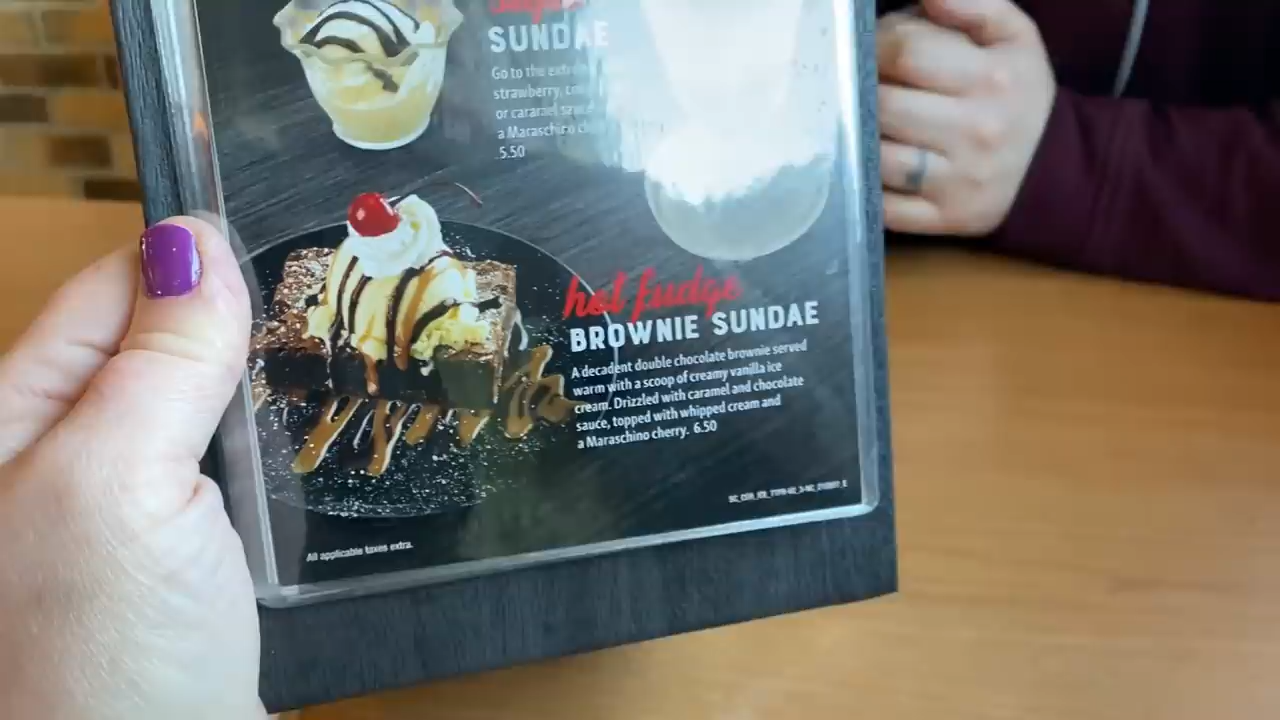 SUNDAE
Go to the extreme
strawberry,
or cararael sauce
a Maraschino
5.50
hot fudge
BROWNIE SUNDAE
A decadent double chocolate brownie served
warm with a scoop of creamy vanilla ice
cream. Drizzled with caramel and chocolate
sauce, topped with whipped cream and
a Maraschino cherry. 6.50
All applicable taxes extra.